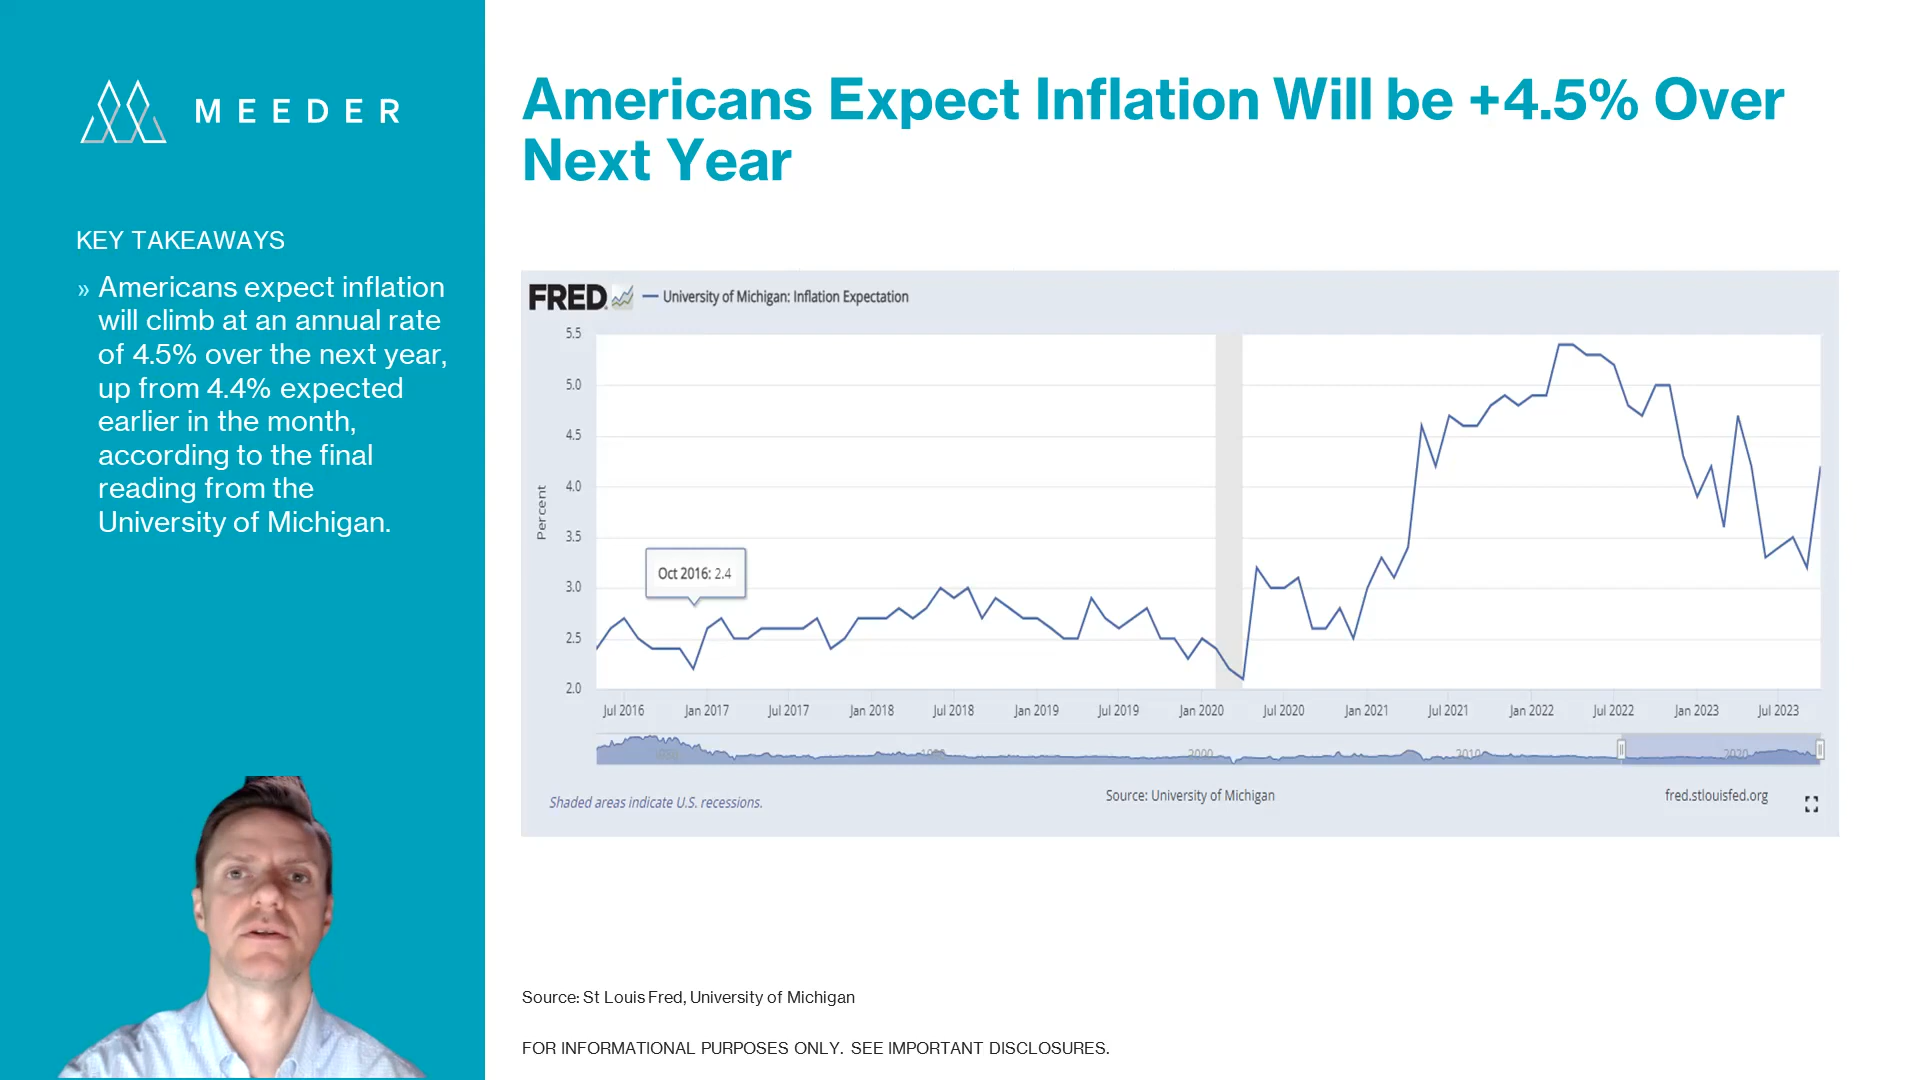 MEEDER
KEY TAKEAWAYS
» Americans expect inflation
will climb at an annual rate
of 4.5% over the next year,
up from 4.4% expected
earlier in the month,
according to the final
reading from the
University of Michigan.
Americans Expect Inflation Will be +4.5% Over
Next Year
FRED University of Michigan: Inflation Expectation
5.5
5.0
4.5
4.0
3.5
3.0
2.5
2.0
Percent
Oct 2016: 2.4
Jul 2016 Jan 2017 Jul 2017 Jan 2018 Jul 2018 Jan 2019 Jul 2019 Jan 2020 Jul 2020 Jan 2021 Jul 2021 Jan 2022 Jul 2022 Jan 2023 Jul 2023
2000 2010 2020
Shaded areas indicate U.S. recessions.
Source: University of Michigan
fred.stlouisfed.org
Source: St Louis Fred, University of Michigan
FOR INFORMATIONAL PURPOSES ONLY. SEE IMPORTANT DISCLOSURES.